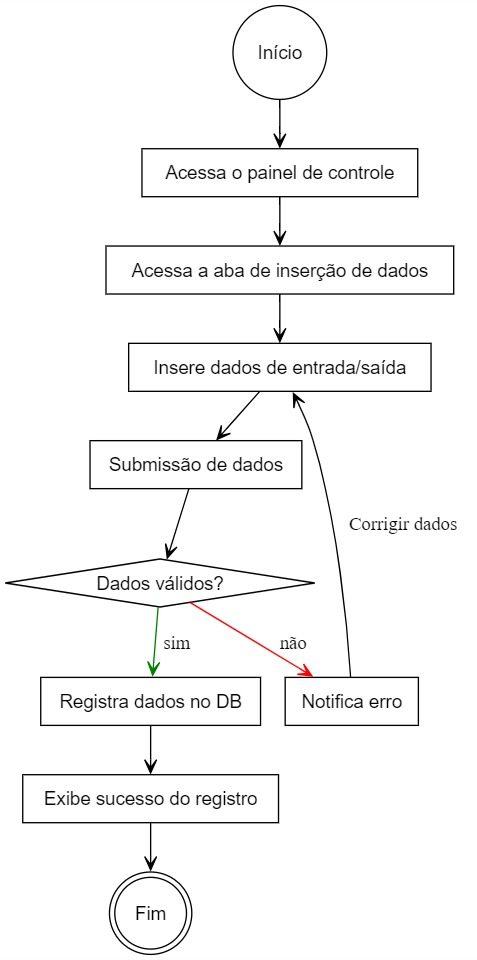 Início
Acessa o painel de controle
Acessa a aba de inserção de dados
Insere dados de entrada/saída
Submissão de dados
Corrigir dados
Dados válidos?
sim
não
Registra dados no DB
Notifica erro
Exibe sucesso do registro
Fim